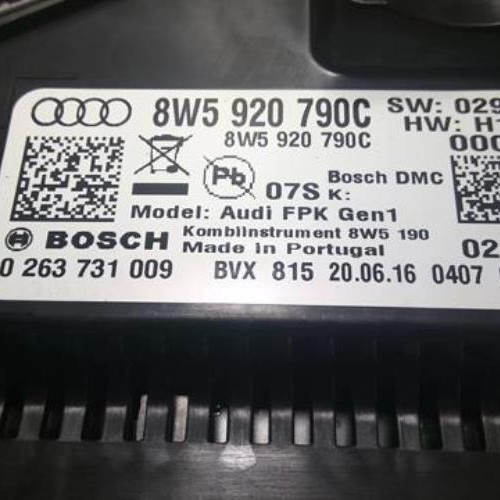 8W5 920 790C SW: 029
8W5 920 790C HW: H
000
Pb
07S K: Bosch DMC
Model: Audi FPK Gen1
BOSCH Kombiinstrument 8W5 190
Made in Portugal 02
0 263 731 009 BVX 815 20.06.16 0407